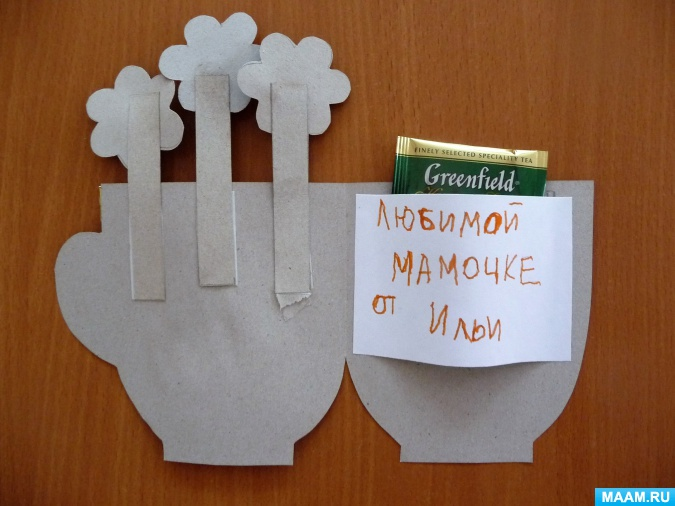 FINELY SELECTED SPECIALITY TEA
Greenfield
ЛЮБИМОЙ
МАМОЧКЕ
ОТ ИЛЬИ
MAAM.RU